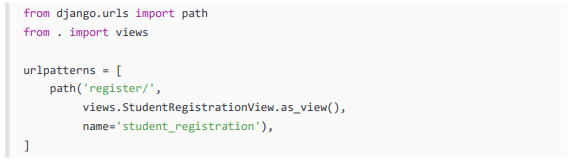 from django.urls import path
from . import views

urlpatterns = [
    path('register/',
         views.StudentRegistrationView.as_view(),
         name='student_registration'),
]